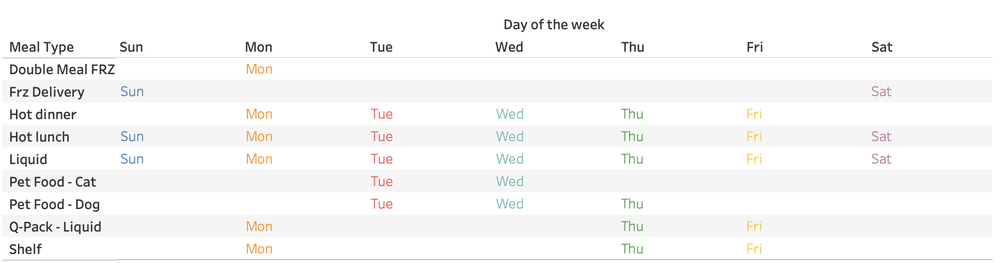 Day of the week
Meal Type Sun Mon Tue Wed Thu Fri Sat
Double Meal FRZ Mon
Frz Delivery Sun Sat
Hot dinner Mon Tue Wed Thu Fri
Hot lunch Sun Mon Tue Wed Thu Fri Sat
Liquid Sun Mon Tue Wed Thu Fri Sat
Pet Food - Cat Tue Wed
Pet Food - Dog Tue Wed Thu
Q-Pack - Liquid Mon Thu Fri
Shelf Mon Thu Fri